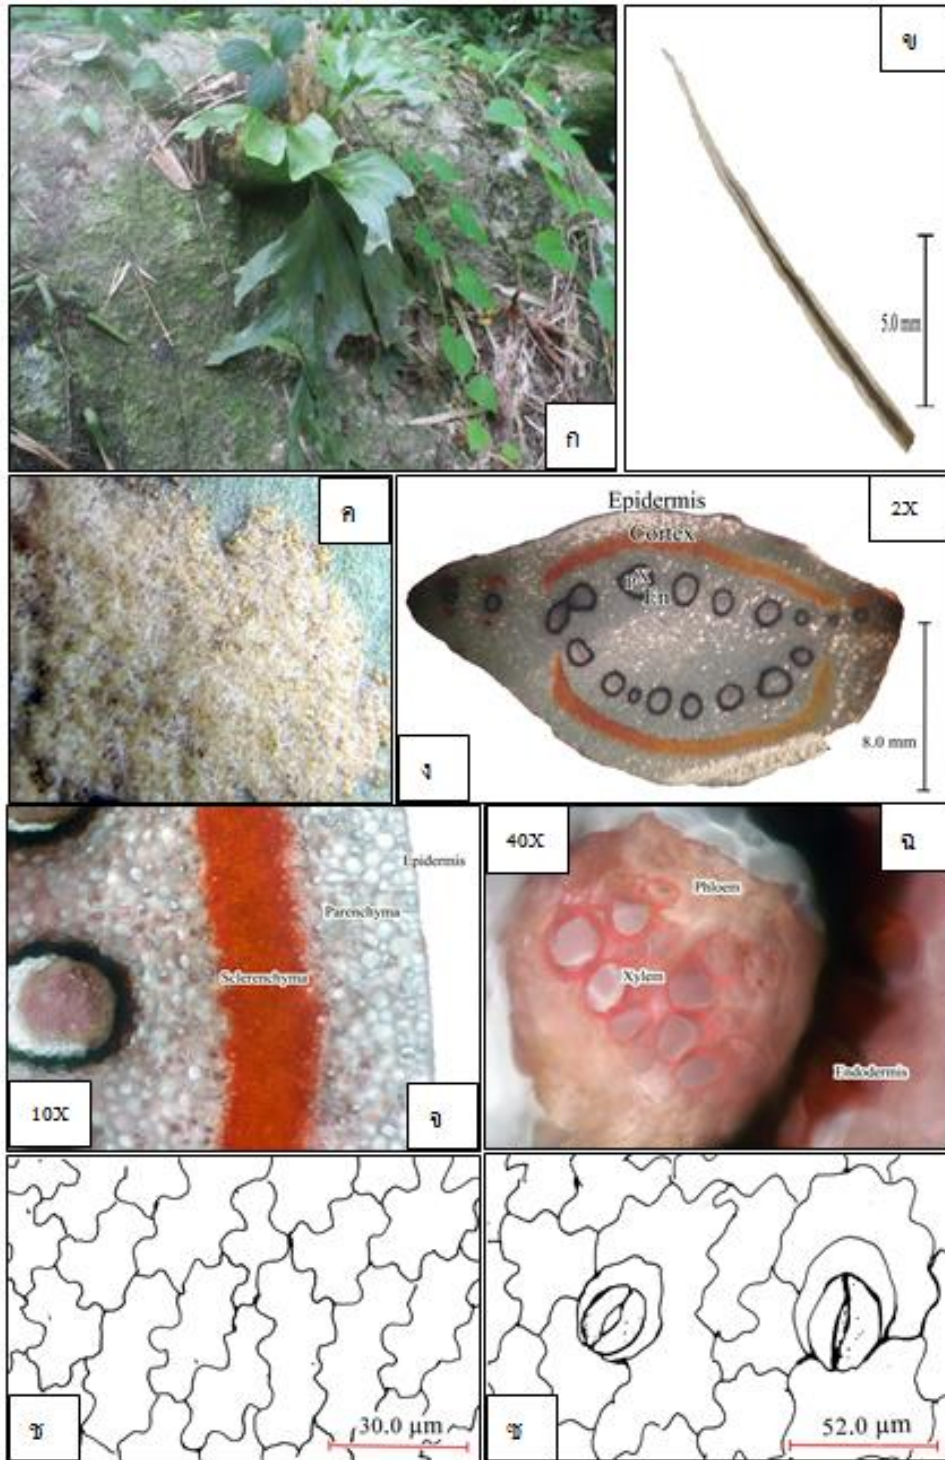 ก
ข
5.0 mm
ค
Epidermis
2X
Cortex
pX
En
8.0 mm
ง
Epidermis
Parenchyma
Sclerenchyma
10X
จ
40X
ฉ
Phloem
Xylem
Endodermis
ช
30.0 µm
ซ
52.0 µm